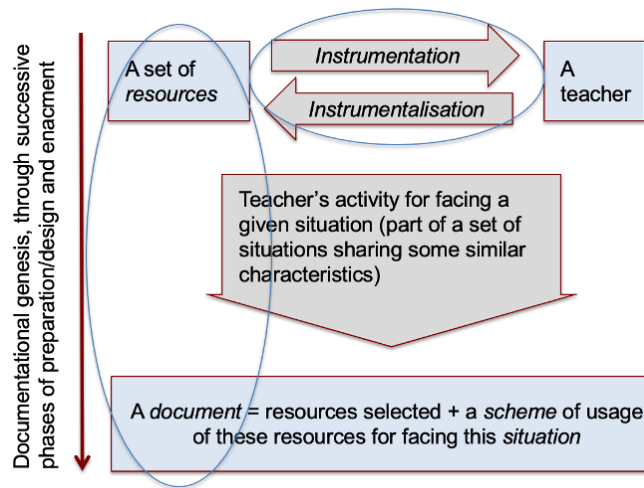 Documentational genesis, through successive
phases of preparation/design and enacment
A set of
resources
Instrumentation
Instrumentalisation
A
teacher
Teacher's activity for facing a
given situation (part of a set of
situations sharing some similar
characteristics)
A document = resources selected + a scheme of usage
of these resources for facing this situation